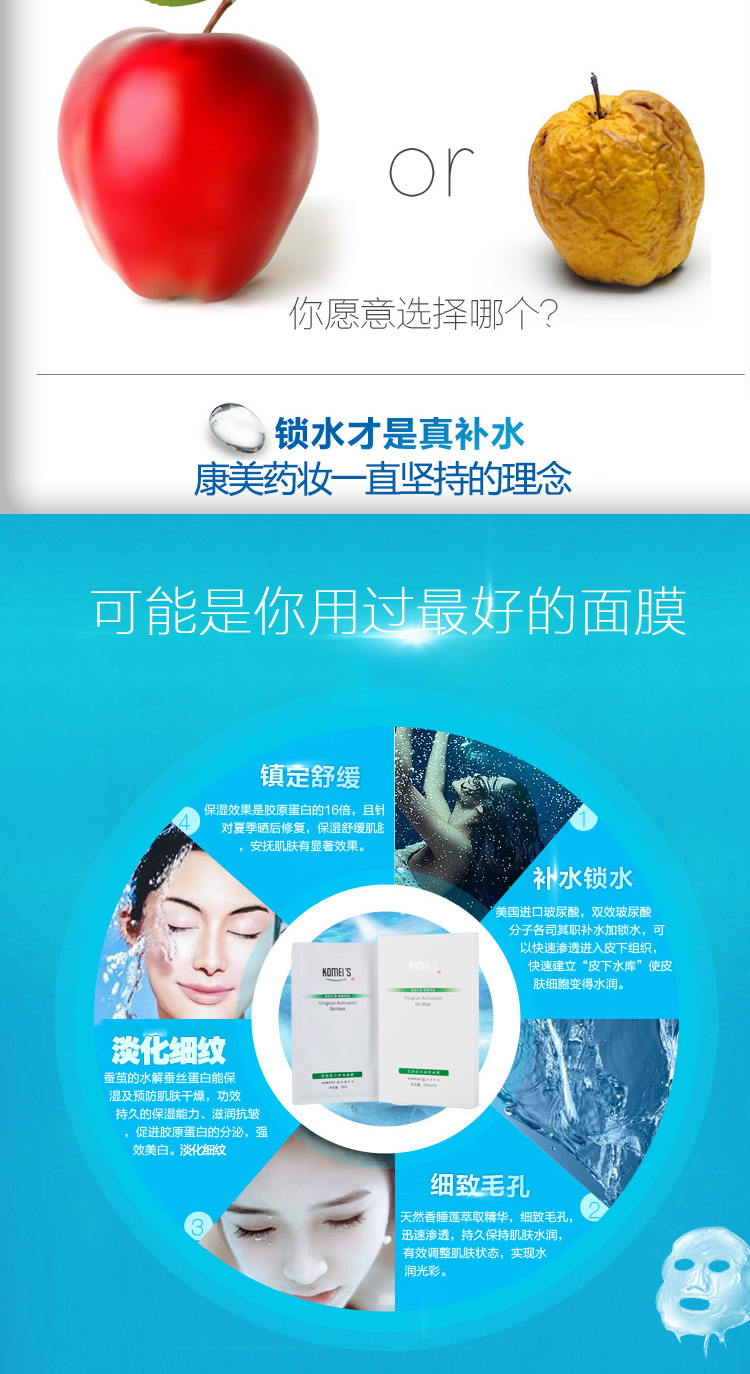 or
你愿意选择哪个?
锁水才是真补水
康美药妆一直坚持的理念
可能是你用过最好的面膜
1
补水锁水
美国进口玻尿酸，双效玻尿酸
分子各司其职补水加锁水，可
以快速渗透进入皮下组织，
快速建立“皮下水库”使皮
肤细胞变得水润。
2
细致毛孔
天然香睡莲萃取精华，细致毛孔，
迅速渗透，持久保持肌肤水润，
有效调整肌肤状态，实现水
润光彩。
3
淡化细纹
蚕茧的水解蚕丝蛋白能保
湿及预防肌肤干燥，功效
持久的保湿能力、滋润抗皱
，促进胶原蛋白的分泌，强
效美白。淡化细纹
4
镇定舒缓
保湿效果是胶原蛋白的16倍，且针
对夏季晒后修复，保湿舒缓肌肤
，安抚肌肤有显著效果。
KOMEI'S
Yingrun Activation
Silk Mask
KOMEI'S
Yingrun Activation
Silk Mask